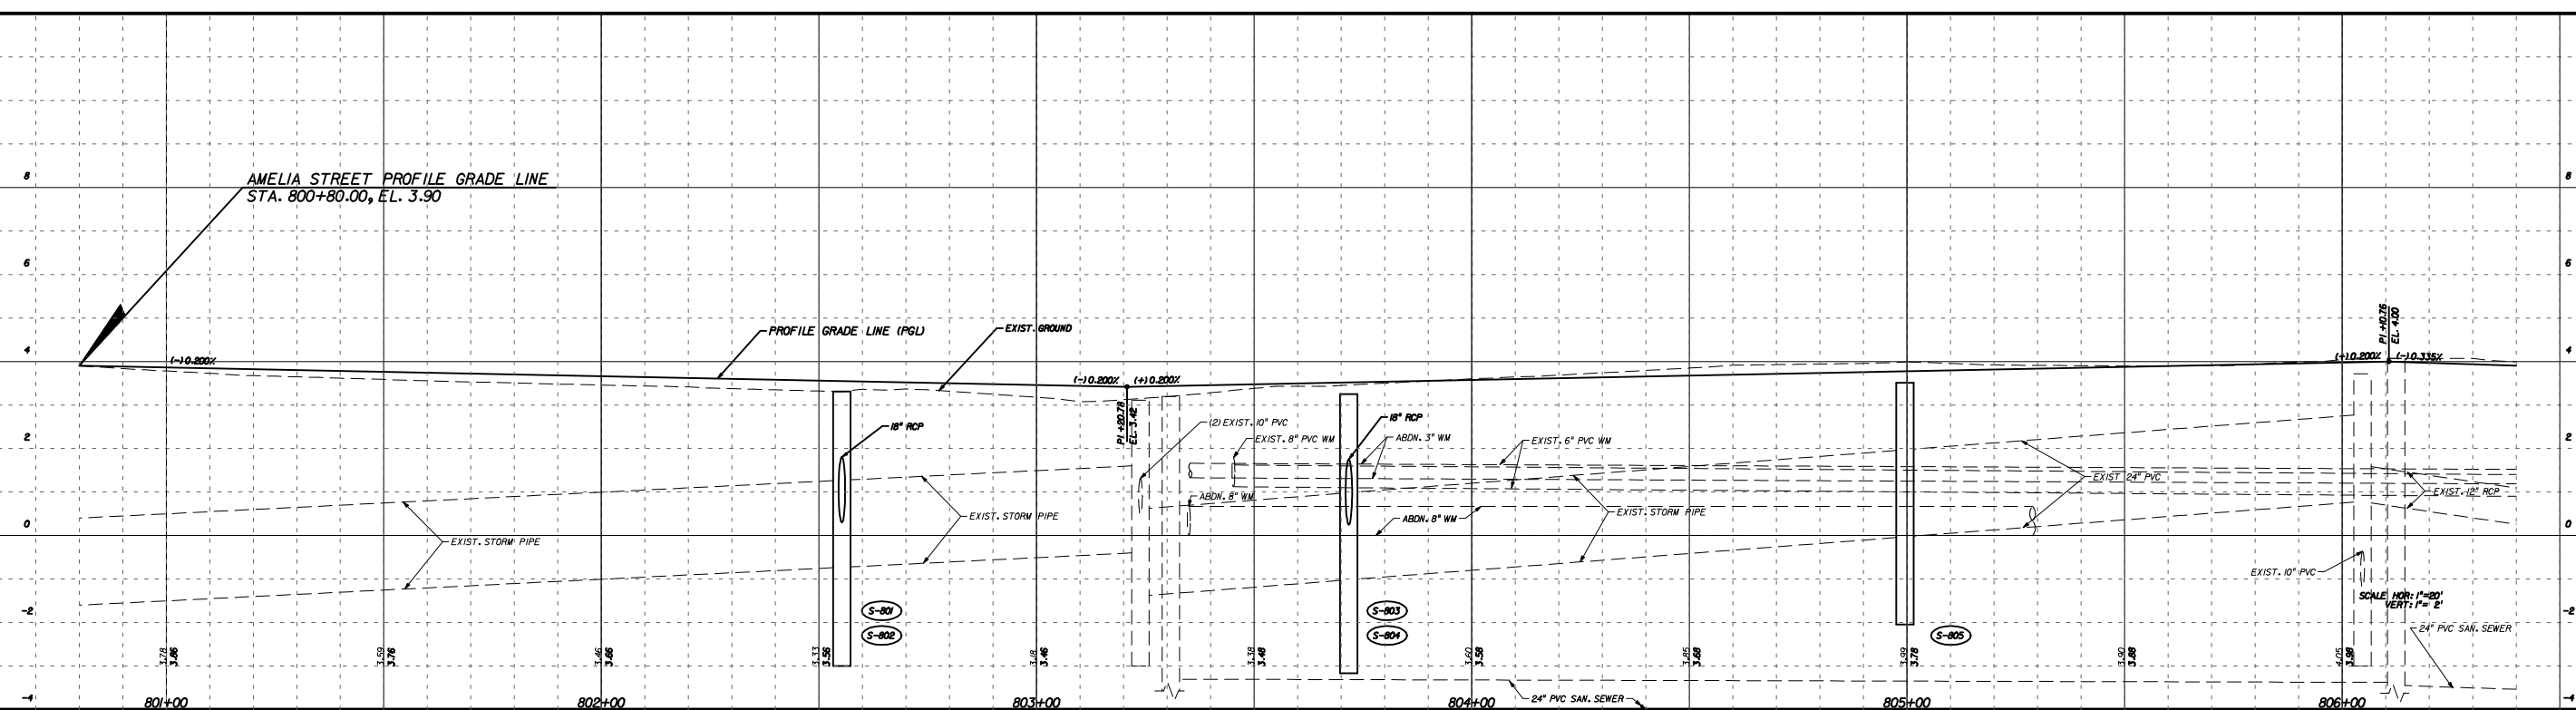 8
8
AMELIA STREET PROFILE GRADE LINE
STA. 800+80.00, EL. 3.90
6
6
4
4
(-) 0.200%
PROFILE GRADE LINE (PGL)
EXIST. GROUND
(-) 0.200%
(+) 0.200%
PI +20.78
EL. 3.42
PI +10.76
EL. 4.00
(+) 0.200%
(-) 0.335%
2
2
18" RCP
(2) EXIST. 10" PVC
EXIST. 8" PVC WM
18" RCP
ABDN. 3" WM
EXIST. 6" PVC WM
EXIST 24" PVC
EXIST. 12" RCP
ABDN. 8" WM
ABDN. 8" WM
EXIST. STORM PIPE
EXIST. STORM PIPE
EXIST. STORM PIPE
0
0
EXIST. 10" PVC
SCALE HOR: 1"=20'
VERT: 1"= 2'
-2
-2
S-801
S-802
S-803
S-804
S-805
24" PVC SAN. SEWER
3.78
3.86
3.59
3.76
3.46
3.66
3.33
3.56
3.18
3.46
3.38
3.48
3.60
3.58
3.85
3.68
3.99
3.78
3.90
3.88
4.05
3.98
-4
-4
24" PVC SAN. SEWER
801+00
802+00
803+00
804+00
805+00
806+00